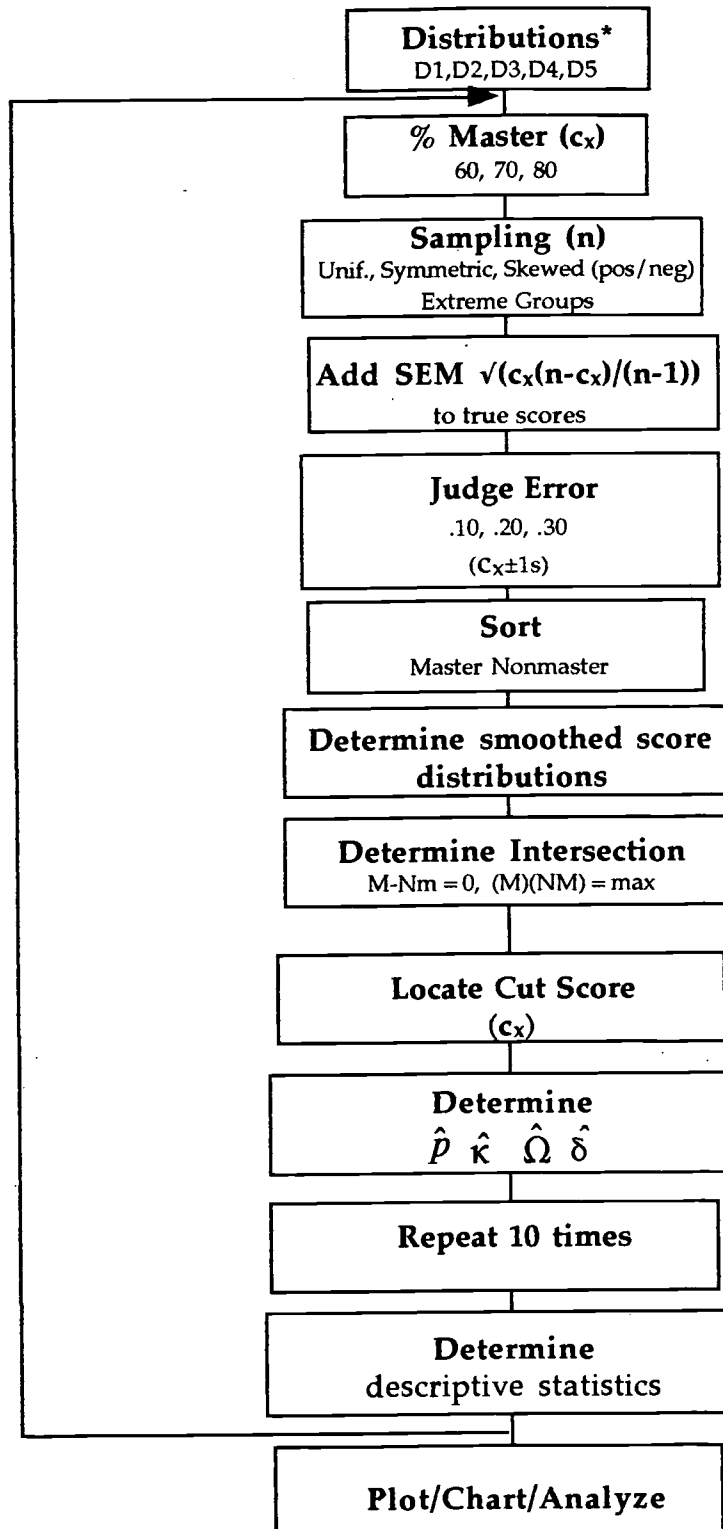 Distributions*
D1,D2,D3,D4,D5
% Master (cx)
60, 70, 80
Sampling (n)
Unif., Symmetric, Skewed (pos/neg)
Extreme Groups
Add SEM √(cx(n-cx)/(n-1))
to true scores
Judge Error
.10, .20, .30
(Cx±1s)
Sort
Master Nonmaster
Determine smoothed score
distributions
Determine Intersection
M-Nm = 0, (M)(NM) = max
Locate Cut Score
(cx)
Determine
p̂ κ̂ Ω̂ δ̂
Repeat 10 times
Determine
descriptive statistics
Plot/Chart/Analyze